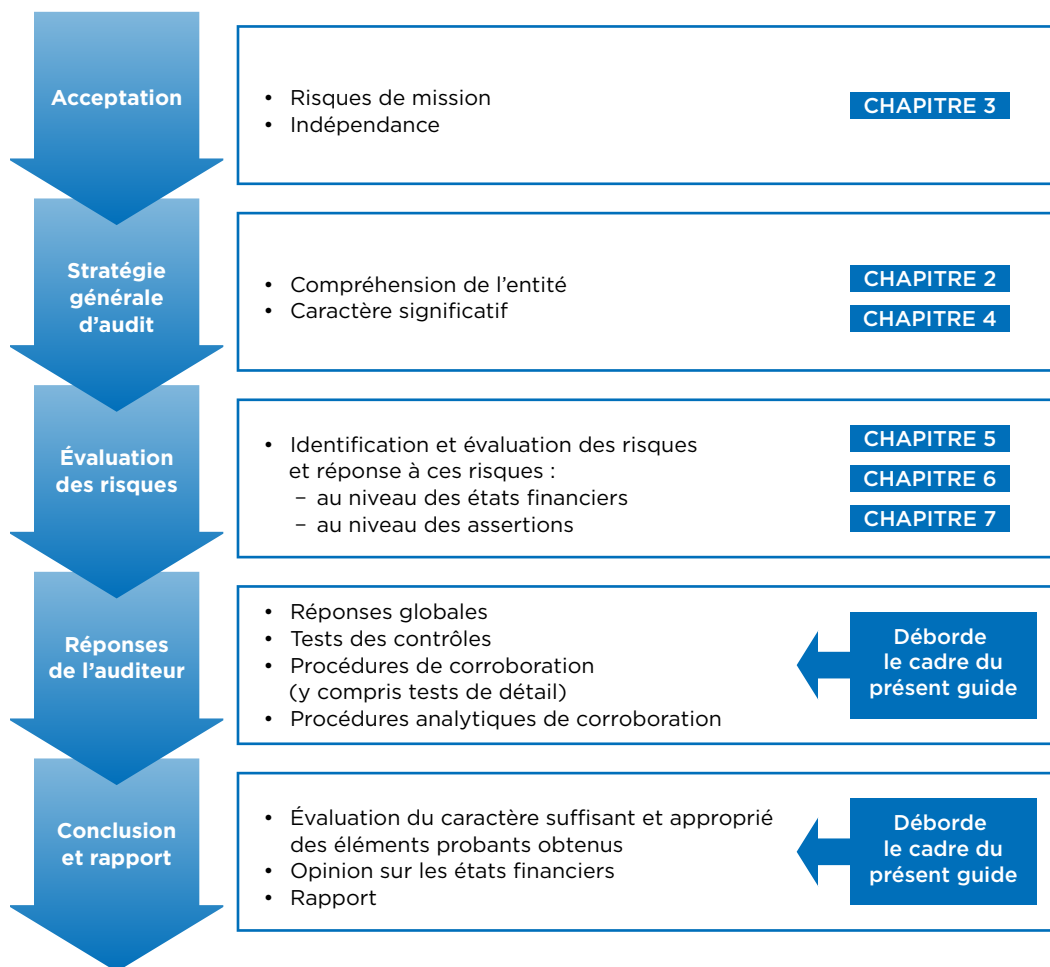 Acceptation
• Risques de mission
• Indépendance
CHAPITRE 3
Stratégie
générale
d’audit
• Compréhension de l’entité
• Caractère significatif
CHAPITRE 2
CHAPITRE 4
Évaluation
des risques
• Identification et évaluation des risques
et réponse à ces risques :
– au niveau des états financiers
– au niveau des assertions
CHAPITRE 5
CHAPITRE 6
CHAPITRE 7
Réponses
de l’auditeur
• Réponses globales
• Tests des contrôles
• Procédures de corroboration
(y compris tests de détail)
• Procédures analytiques de corroboration
Déborde
le cadre du
présent guide
Conclusion
et rapport
• Évaluation du caractère suffisant et approprié
des éléments probants obtenus
• Opinion sur les états financiers
• Rapport
Déborde
le cadre du
présent guide